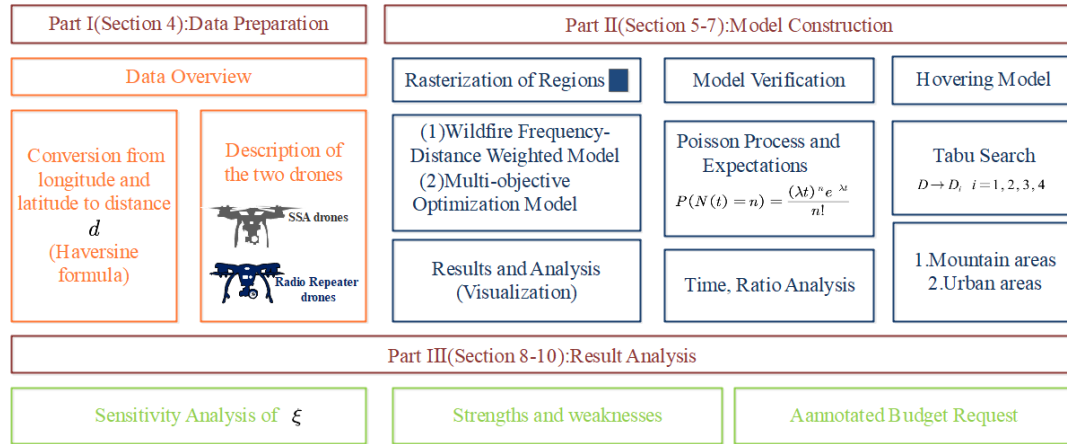 Part I(Section 4):Data Preparation
Part II(Section 5-7):Model Construction
Data Overview
Conversion from
longitude and
latitude to distance
d
(Haversine
formula)
Description of
the two drones
SSA drones
Radio Repeater
drones
Rasterization of Regions
(1)Wildfire Frequency-
Distance Weighted Model
(2)Multi-objective
Optimization Model
Results and Analysis
(Visualization)
Model Verification
Poisson Process and
Expectations
P(N(t)=n)=(λt)^n e^λt/n!
Time, Ratio Analysis
Hovering Model
Tabu Search
D→D_i i=1,2,3,4
1.Mountain areas
2.Urban areas
Part III(Section 8-10):Result Analysis
Sensitivity Analysis of ξ
Strengths and weaknesses
Aannotated Budget Request